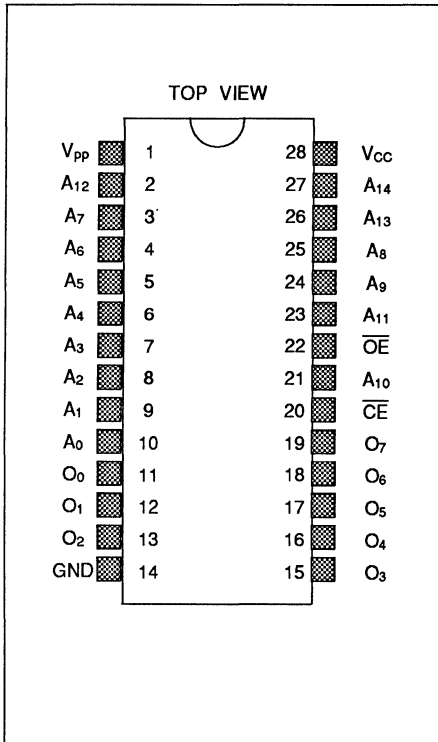 TOP VIEW
VPP 1 28 VCC
A12 2 27 A14
A7 3 26 A13
A6 4 25 A8
A5 5 24 A9
A4 6 23 A11
A3 7 22 O̅E̅
A2 8 21 A10
A1 9 20 C̅E̅
A0 10 19 O7
O0 11 18 O6
O1 12 17 O5
O2 13 16 O4
GND 14 15 O3